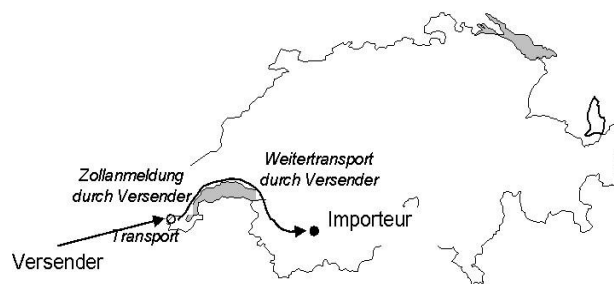 Zollanmeldung
durch Versender
Weitertransport
durch Versender
Importeur
Transport
Versender